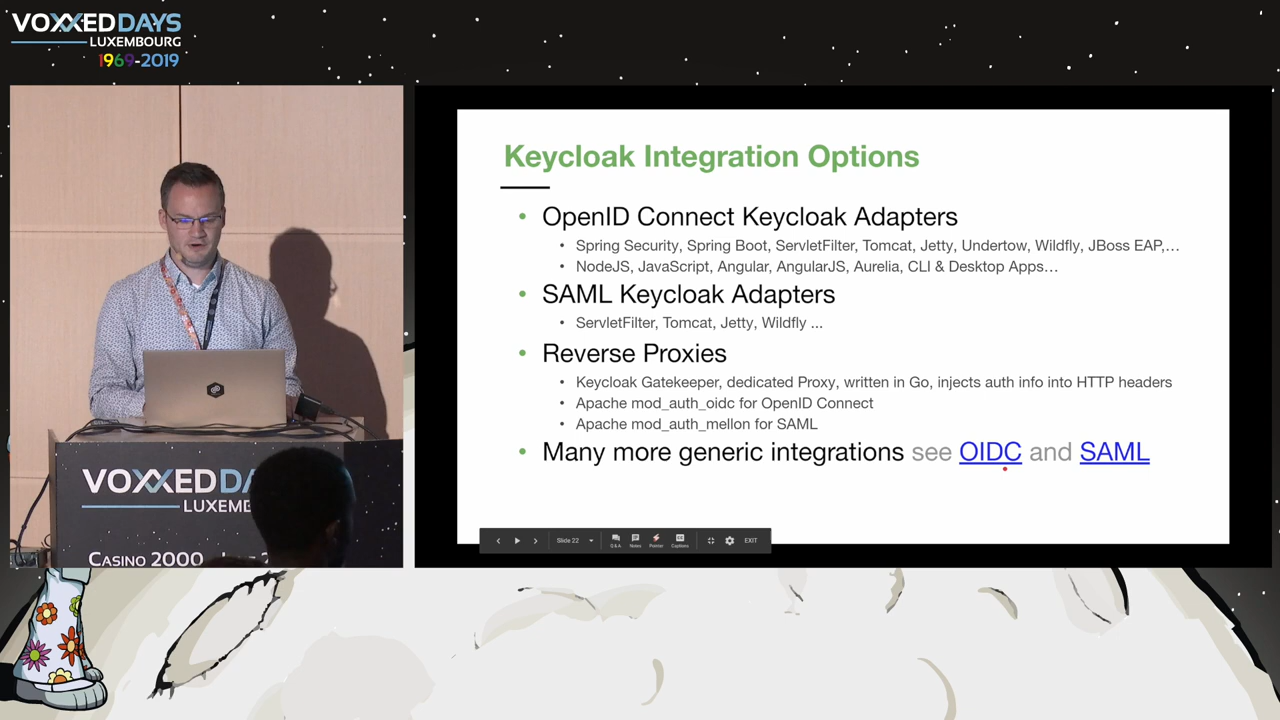 VOXXED DAYS
LUXEMBOURG
1969-2019
Keycloak Integration Options
• OpenID Connect Keycloak Adapters
• Spring Security, Spring Boot, ServletFilter, Tomcat, Jetty, Undertow, Wildfly, JBoss EAP,...
• NodeJS, JavaScript, Angular, AngularJS, Aurelia, CLI & Desktop Apps...
• SAML Keycloak Adapters
• ServletFilter, Tomcat, Jetty, Wildfly ...
• Reverse Proxies
• Keycloak Gatekeeper, dedicated Proxy, written in Go, injects auth info into HTTP headers
• Apache mod_auth_oidc for OpenID Connect
• Apache mod_auth_mellon for SAML
• Many more generic integrations see OIDC and SAML
Slide 22
Q&A Notes Pointer Captions
EXIT
VOXXED DA
LUXEMB
CASINO 2000